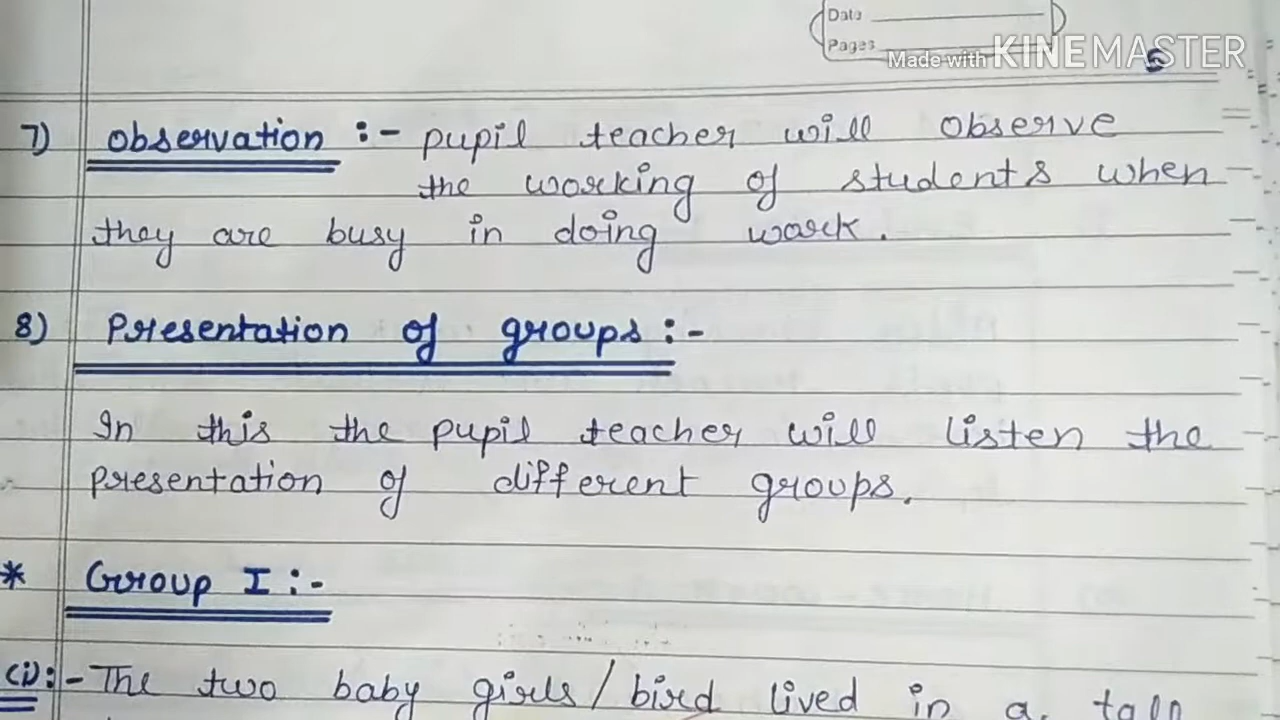 Date
Pages
Made with KINEMASTER
5
7) Observation :- pupil teacher will observe
the working of students when
they are busy in doing work.
8) Presentation of groups :-
In this the pupil teacher will listen the
presentation of different groups.
* Group I :-
(i):- The two baby girls / bird lived in a tall